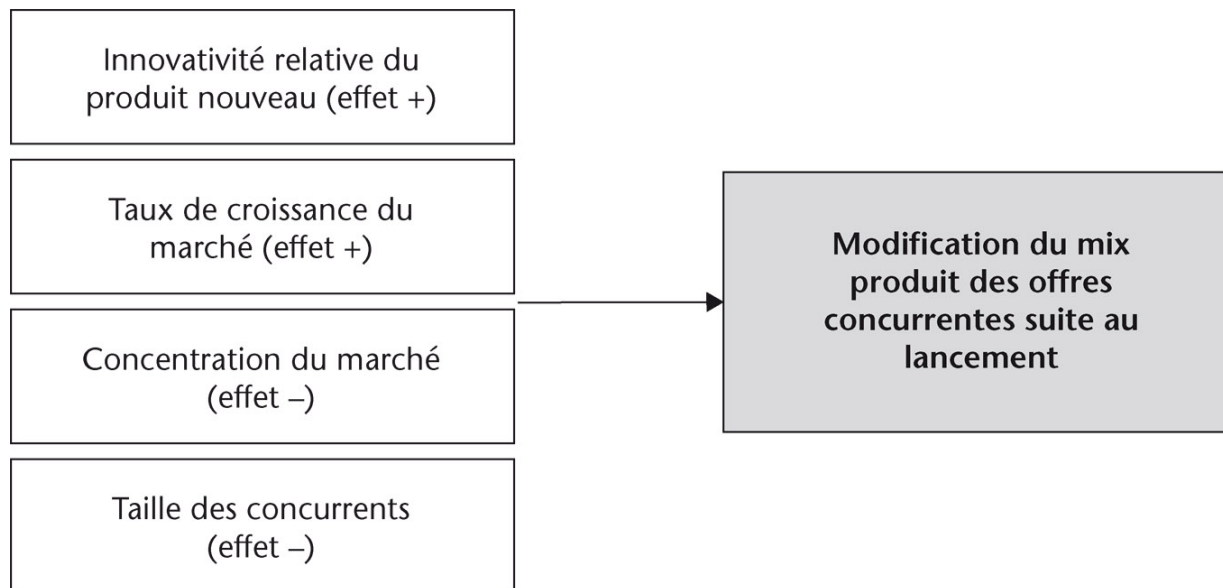 Innovativité relative du
produit nouveau (effet +)
Taux de croissance du
marché (effet +)
Concentration du marché
(effet –)
Taille des concurrents
(effet –)
Modification du mix
produit des offres
concurrentes suite au
lancement